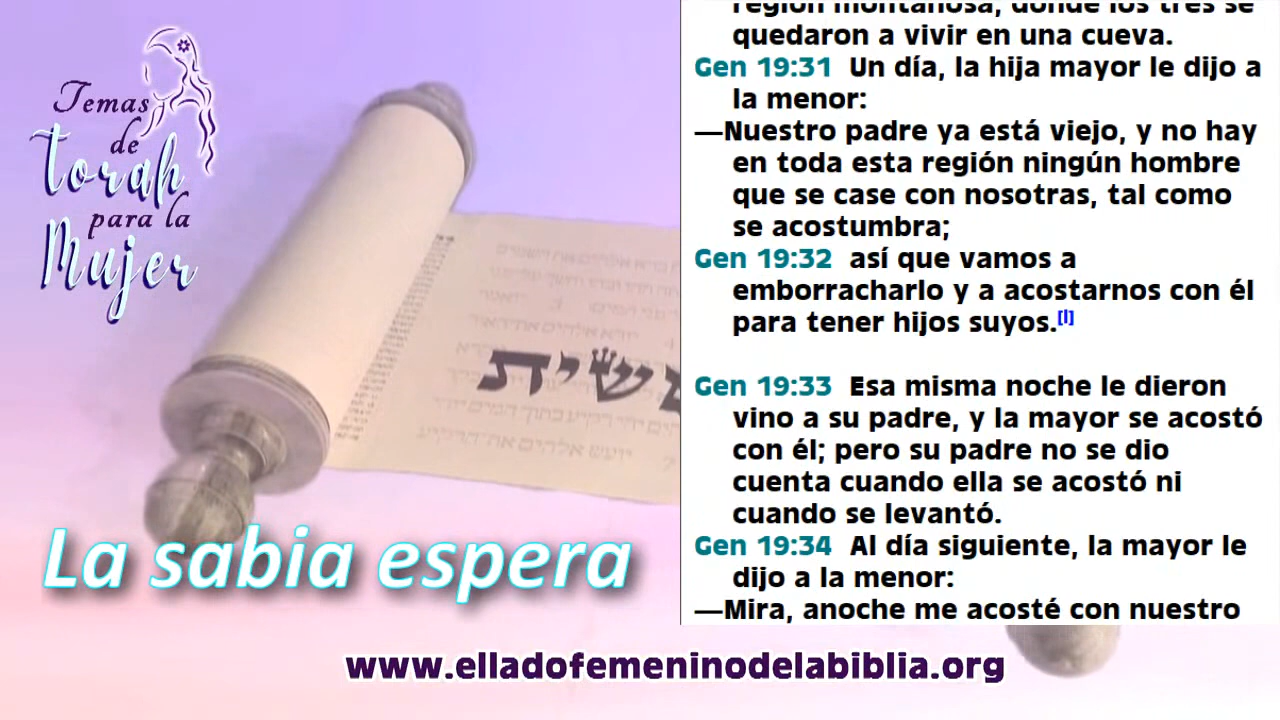 Temas
de
Torah
para la
Mujer
La sabia espera
región montañosa, donde los tres se
quedaron a vivir en una cueva.
Gen 19:31 Un día, la hija mayor le dijo a
la menor:
—Nuestro padre ya está viejo, y no hay
en toda esta región ningún hombre
que se case con nosotras, tal como
se acostumbra;
Gen 19:32 así que vamos a
emborracharlo y a acostarnos con él
para tener hijos suyos.[l]
Gen 19:33 Esa misma noche le dieron
vino a su padre, y la mayor se acostó
con él; pero su padre no se dio
cuenta cuando ella se acostó ni
cuando se levantó.
Gen 19:34 Al día siguiente, la mayor le
dijo a la menor:
—Mira, anoche me acosté con nuestro
www.elladofemeninodelabiblia.org